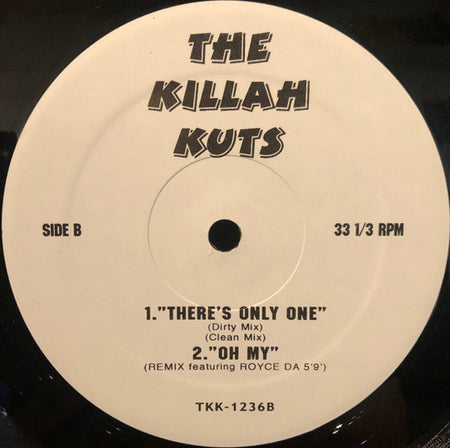 THE
KILLAH
KUTS
SIDE B
33 1/3 RPM
1."THERE'S ONLY ONE"
(Dirty Mix)
(Clean Mix)
2."OH MY"
(REMIX featuring ROYCE DA 5'9')
TKK-1236B